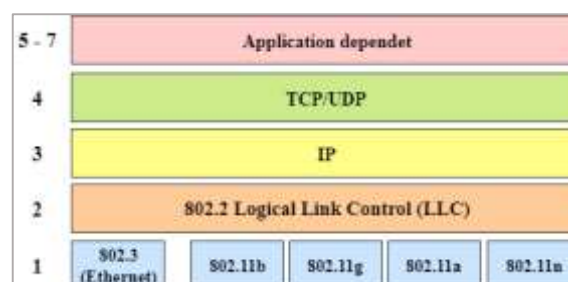 5 - 7 Application dependet
4 TCP/UDP
3 IP
2 802.2 Logical Link Control (LLC)
1 802.3 (Ethernet) 802.11b 802.11g 802.11a 802.11n